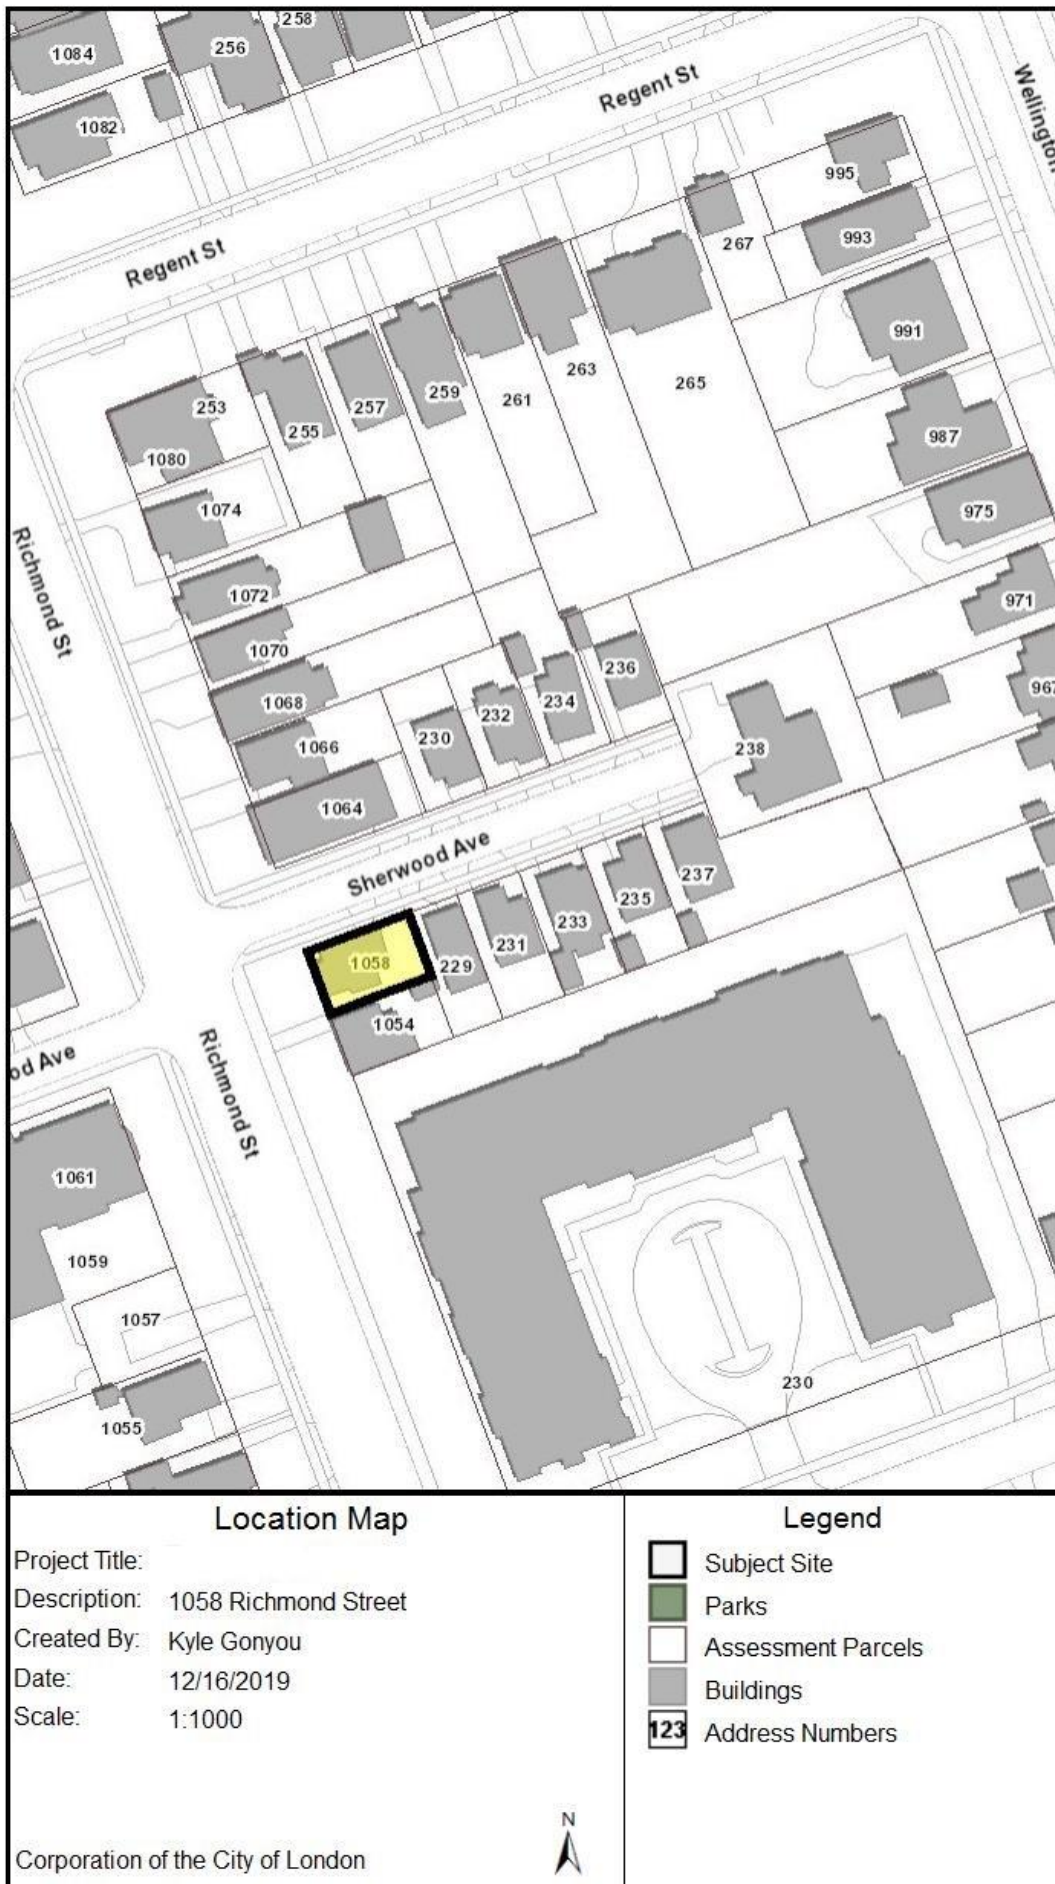 258
1084
256
Regent St
Wellington
1082
995
267
993
Regent St
991
259
263
265
261
253
257
255
987
1080
1074
975
Richmond St
1072
971
1070
236
1068
234
232
967
230
1066
238
1064
Sherwood Ave
237
235
233
231
1058
229
1054
Richmond St
od Ave
1061
1059
1057
230
1055
Location Map
Project Title:
Description: 1058 Richmond Street
Created By: Kyle Gonyou
Date: 12/16/2019
Scale: 1:1000
N
Corporation of the City of London
Legend
Subject Site
Parks
Assessment Parcels
Buildings
123 Address Numbers